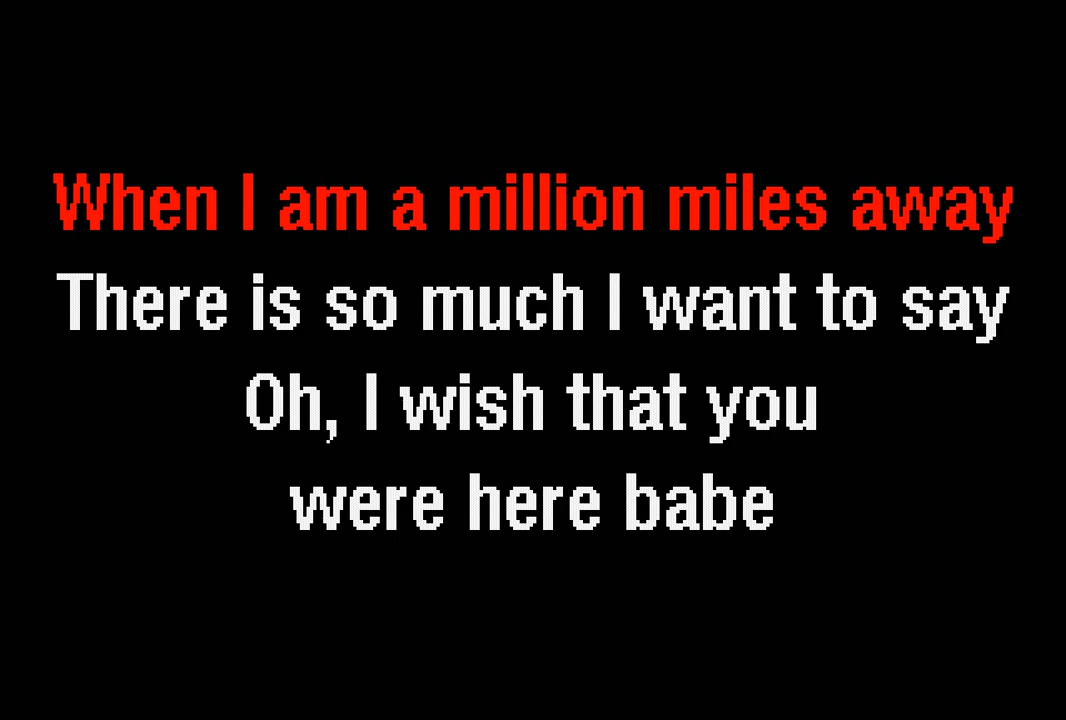 When I am a million miles away
There is so much I want to say
Oh, I wish that you
were here babe